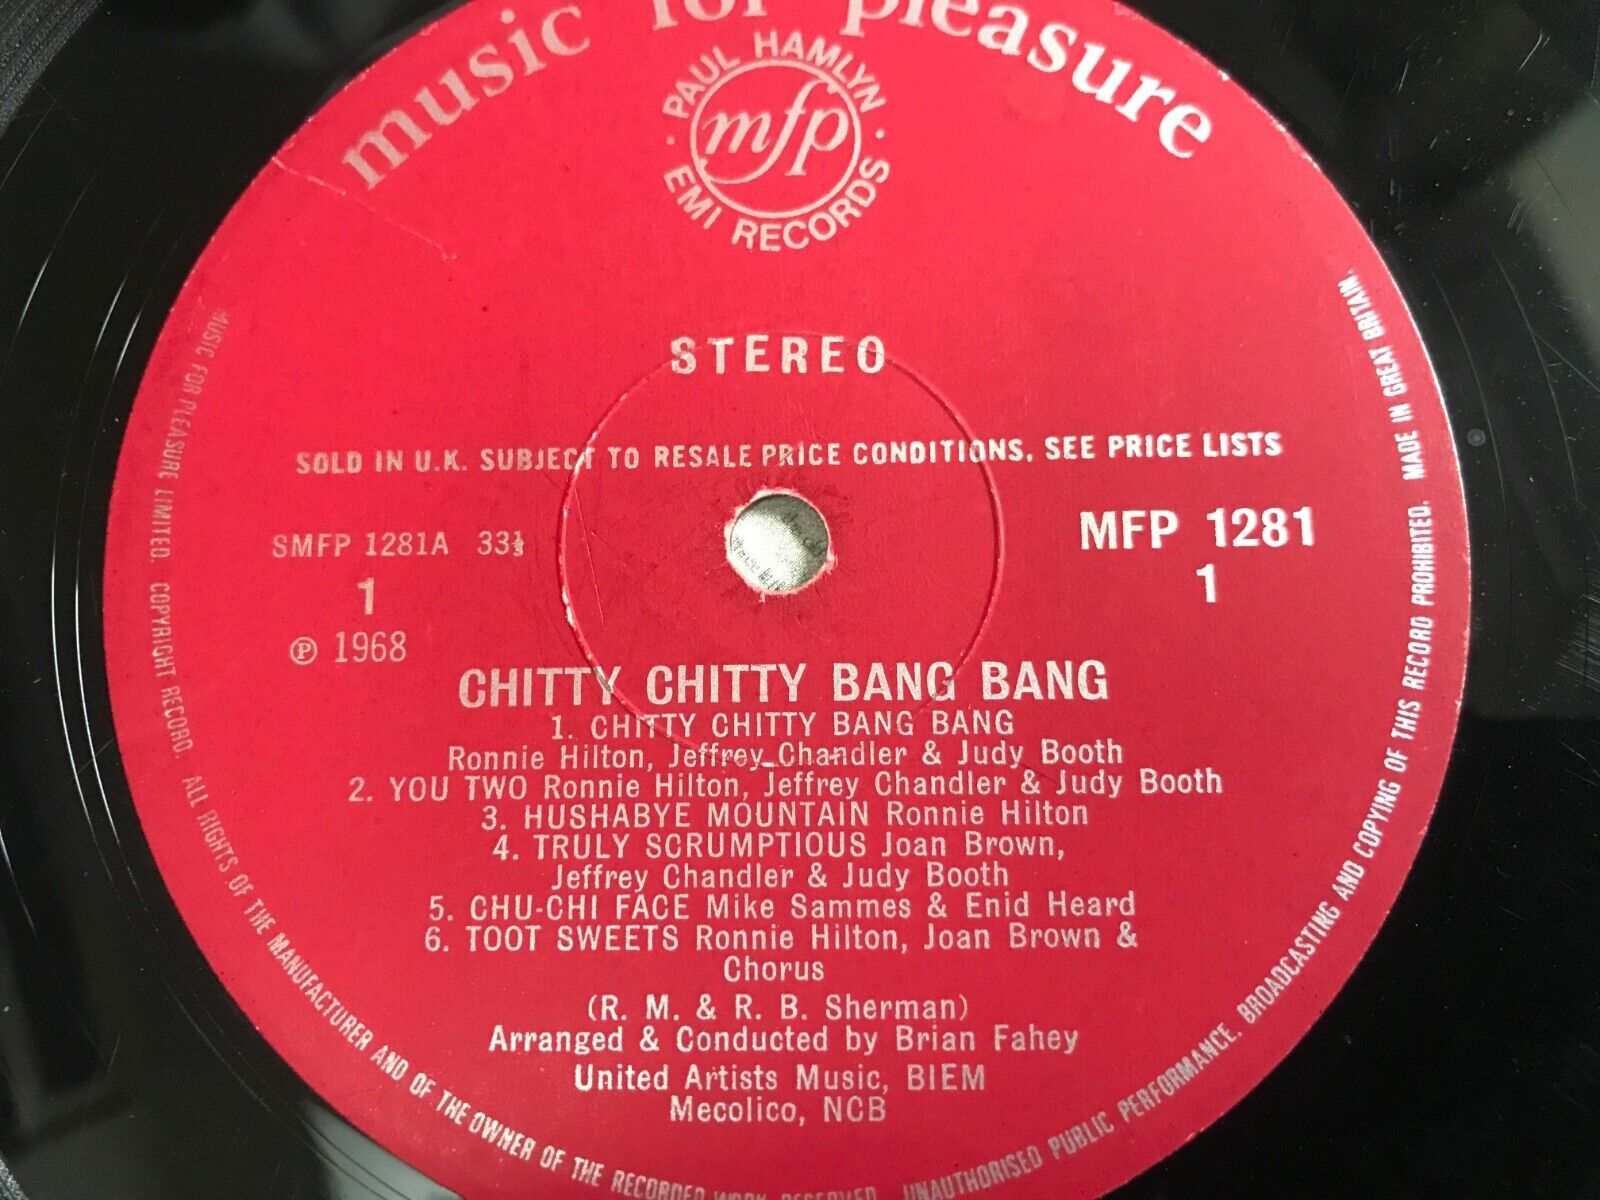 music for pleasure
PAUL HAMLYN
mfp
EMI RECORDS
STEREO
SOLD IN U.K. SUBJECT TO RESALE PRICE CONDITIONS, SEE PRICE LISTS
SMFP 1281A 33⅓
1
℗ 1968
MFP 1281
1
CHITTY CHITTY BANG BANG
1. CHITTY CHITTY BANG BANG
Ronnie Hilton, Jeffrey Chandler & Judy Booth
2. YOU TWO Ronnie Hilton, Jeffrey Chandler & Judy Booth
3. HUSHABYE MOUNTAIN Ronnie Hilton
4. TRULY SCRUMPTIOUS Joan Brown,
Jeffrey Chandler & Judy Booth
5. CHU-CHI FACE Mike Sammes & Enid Heard
6. TOOT SWEETS Ronnie Hilton, Joan Brown &
Chorus
(R. M. & R. B. Sherman)
Arranged & Conducted by Brian Fahey
United Artists Music, BIEM
Mecolico, NCB
MUSIC FOR PLEASURE LIMITED. COPYRIGHT RECORD. ALL RIGHTS OF THE MANUFACTURER AND OF THE OWNER OF THE RECORDED WORK RESERVED. UNAUTHORISED PUBLIC PERFORMANCE, BROADCASTING AND COPYING OF THIS RECORD PROHIBITED. MADE IN GREAT BRITAIN.